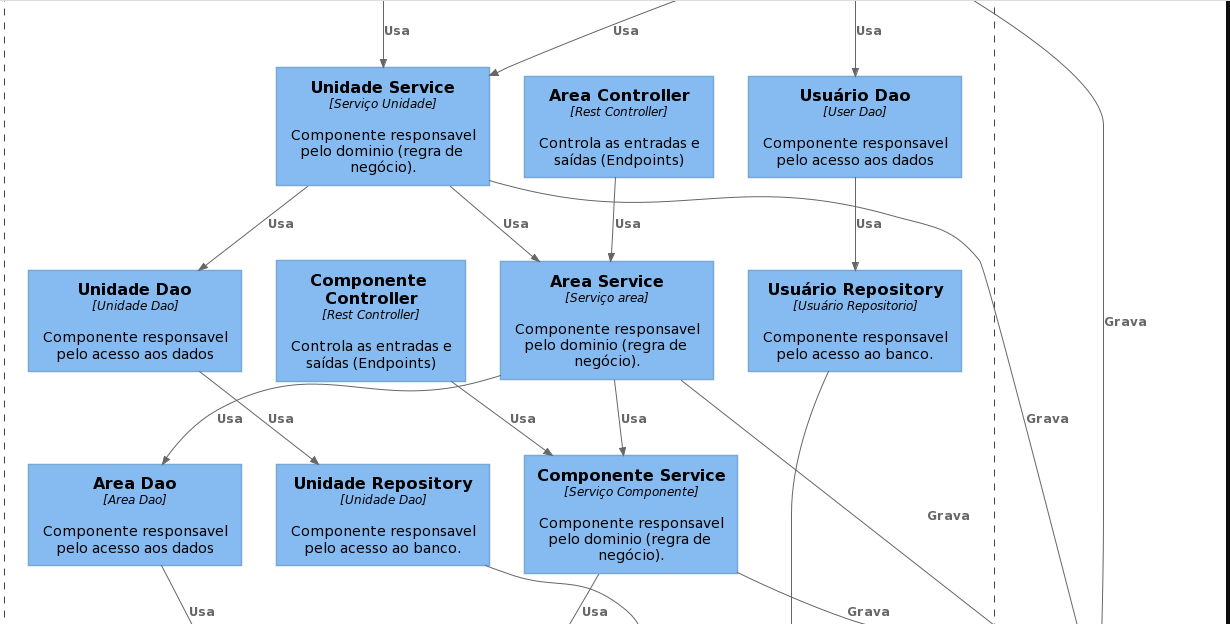 Usa
Usa
Usa
Unidade Service
[Serviço Unidade]
Componente responsavel
pelo dominio (regra de
negócio).
Area Controller
[Rest Controller]
Controla as entradas e
saídas (Endpoints)
Usuário Dao
[User Dao]
Componente responsavel
pelo acesso aos dados
Usa
Usa
Usa
Usa
Unidade Dao
[Unidade Dao]
Componente responsavel
pelo acesso aos dados
Componente
Controller
[Rest Controller]
Controla as entradas e
saídas (Endpoints)
Area Service
[Serviço area]
Componente responsavel
pelo dominio (regra de
negócio).
Usuário Repository
[Usuário Repositorio]
Componente responsavel
pelo acesso ao banco.
Grava
Usa
Usa
Usa
Usa
Grava
Area Dao
[Area Dao]
Componente responsavel
pelo acesso aos dados
Unidade Repository
[Unidade Dao]
Componente responsavel
pelo acesso ao banco.
Componente Service
[Serviço Componente]
Componente responsavel
pelo dominio (regra de
negócio).
Grava
Usa
Usa
Grava